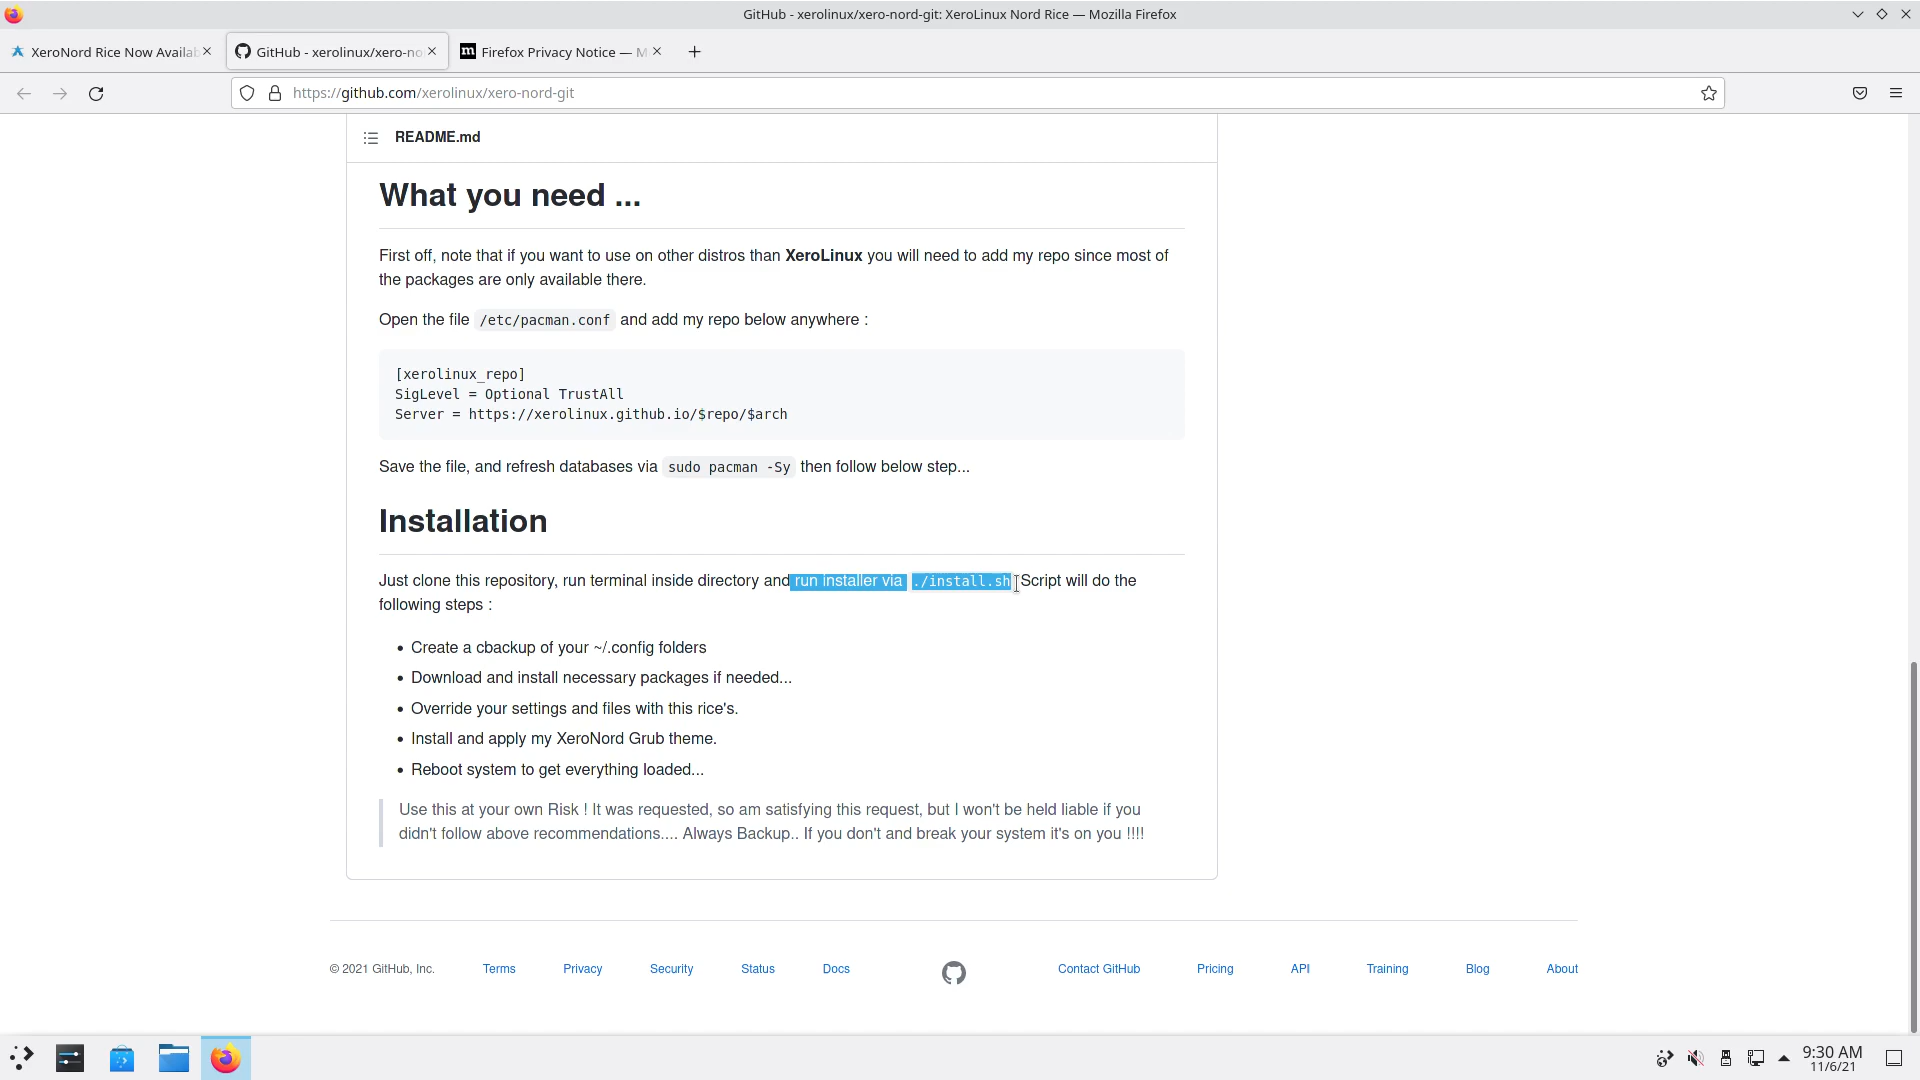 GitHub - xerolinux/xero-nord-git: XeroLinux Nord Rice — Mozilla Firefox
XeroNord Rice Now Availab
GitHub - xerolinux/xero-no
Firefox Privacy Notice — M
https://github.com/xerolinux/xero-nord-git
README.md
What you need ...
First off, note that if you want to use on other distros than XeroLinux you will need to add my repo since most of
the packages are only available there.
Open the file /etc/pacman.conf and add my repo below anywhere :
[xerolinux_repo]
SigLevel = Optional TrustAll
Server = https://xerolinux.github.io/$repo/$arch
Save the file, and refresh databases via sudo pacman -Sy then follow below step...
Installation
Just clone this repository, run terminal inside directory and run installer via ./install.sh Script will do the
following steps :
• Create a cbackup of your ~/.config folders
• Download and install necessary packages if needed...
• Override your settings and files with this rice's.
• Install and apply my XeroNord Grub theme.
• Reboot system to get everything loaded...
Use this at your own Risk ! It was requested, so am satisfying this request, but I won't be held liable if you
didn't follow above recommendations.... Always Backup.. If you don't and break your system it's on you !!!!
© 2021 GitHub, Inc. Terms Privacy Security Status Docs Contact GitHub Pricing API Training Blog About
9:30 AM
11/6/21